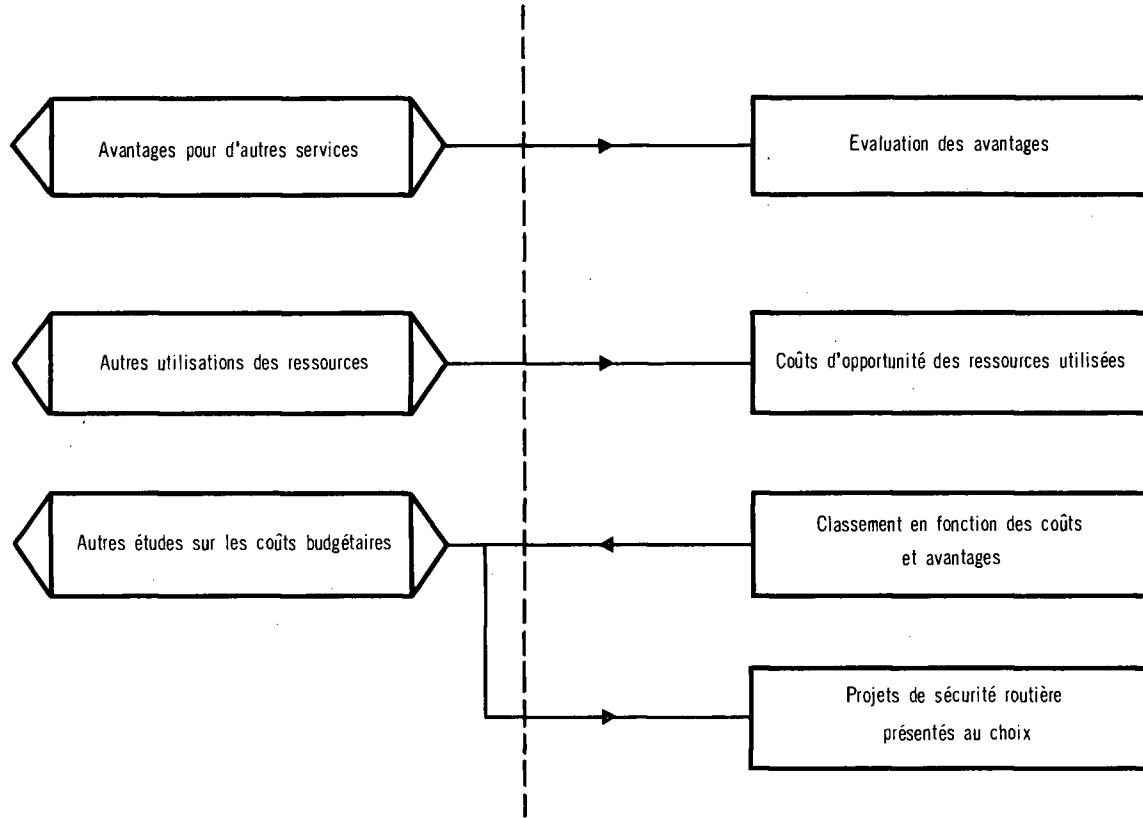 Avantages pour d'autres services
Evaluation des avantages
Autres utilisations des ressources
Coûts d'opportunité des ressources utilisées
Autres études sur les coûts budgétaires
Classement en fonction des coûts
et avantages
Projets de sécurité routière
présentés au choix